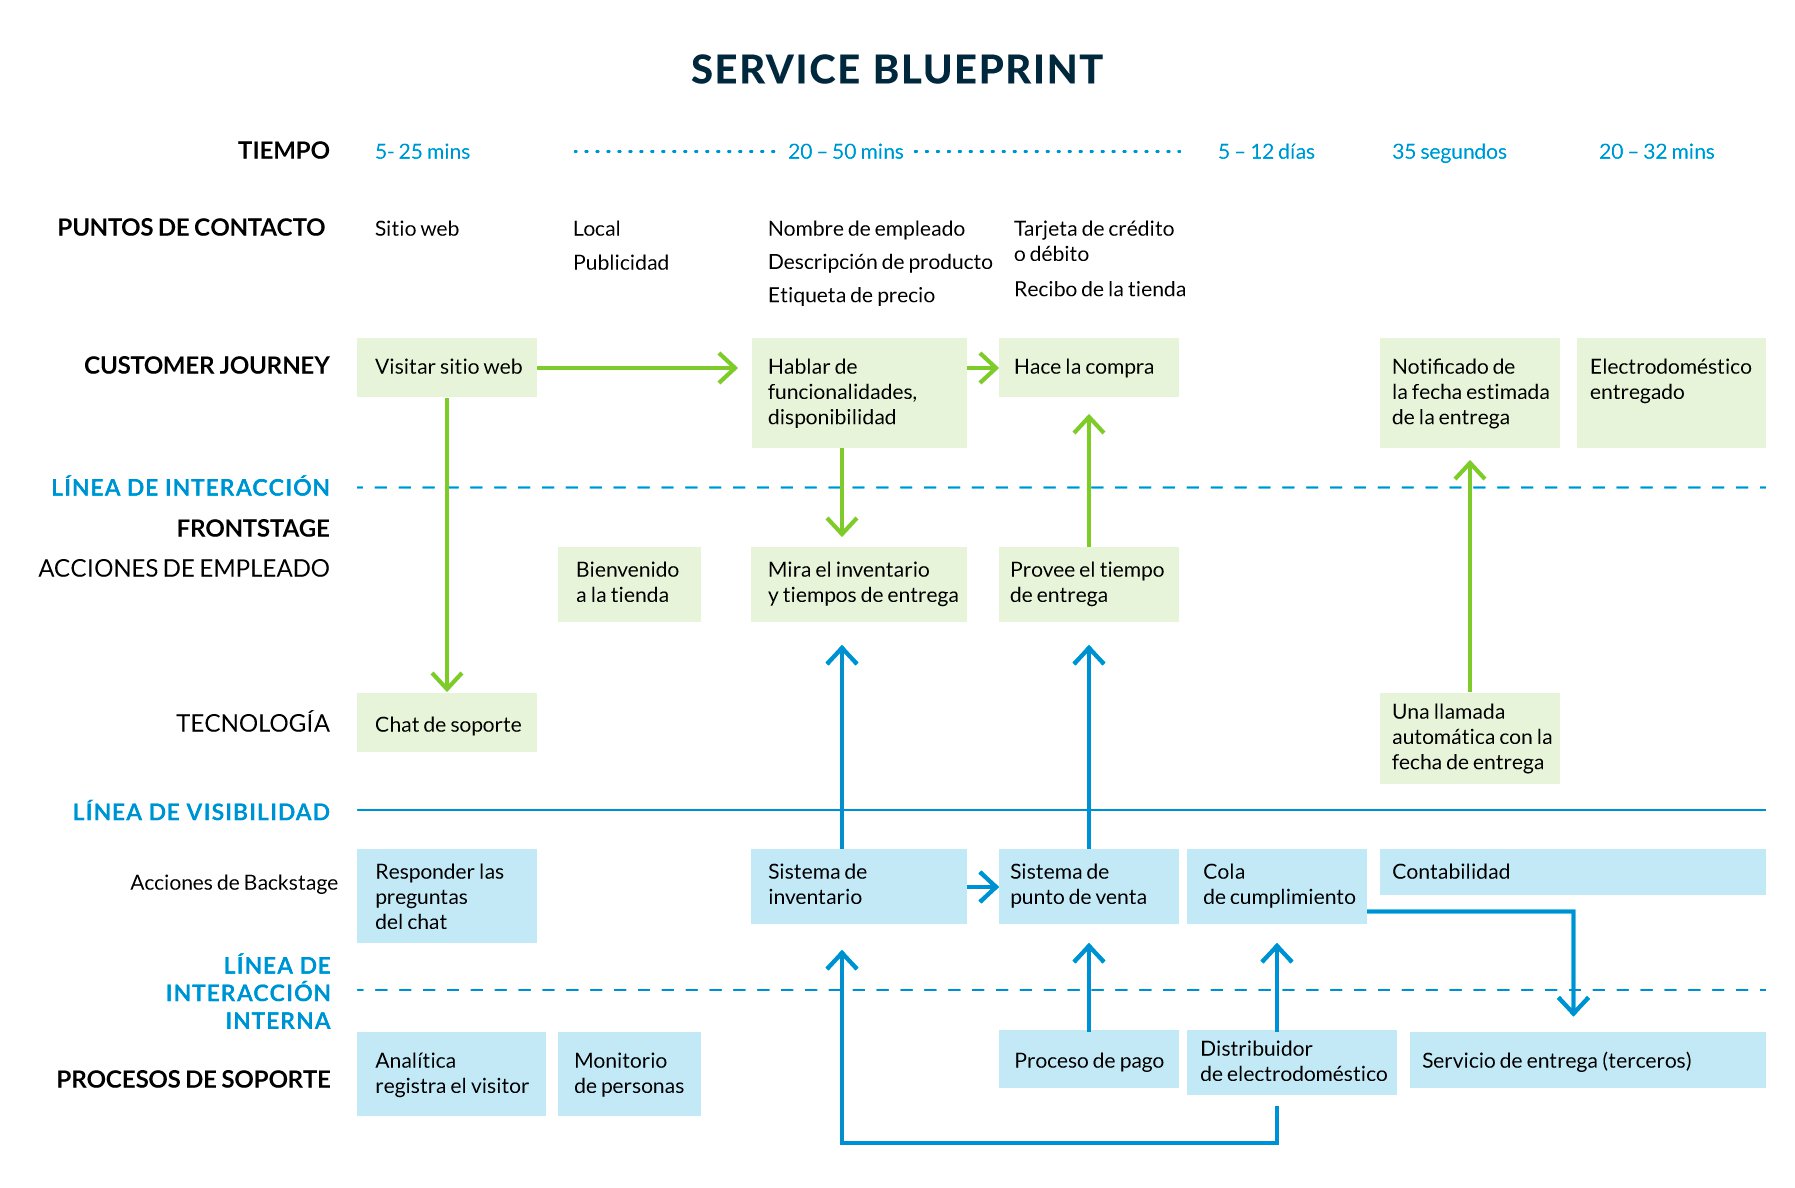 SERVICE BLUEPRINT
TIEMPO
5- 25 mins
20 – 50 mins
5 – 12 días
35 segundos
20 – 32 mins
PUNTOS DE CONTACTO
Sitio web
Local
Publicidad
Nombre de empleado
Descripción de producto
Etiqueta de precio
Tarjeta de crédito
o débito
Recibo de la tienda
CUSTOMER JOURNEY
Visitar sitio web
Hablar de
funcionalidades,
disponibilidad
Hace la compra
Notificado de
la fecha estimada
de la entrega
Electrodoméstico
entregado
LÍNEA DE INTERACCIÓN
FRONTSTAGE
ACCIONES DE EMPLEADO
Bienvenido
a la tienda
Mira el inventario
y tiempos de entrega
Provee el tiempo
de entrega
TECNOLOGÍA
Chat de soporte
Una llamada
automática con la
fecha de entrega
LÍNEA DE VISIBILIDAD
Acciones de Backstage
Responder las
preguntas
del chat
Sistema de
inventario
Sistema de
punto de venta
Cola
de cumplimiento
Contabilidad
LÍNEA DE
INTERACCIÓN
INTERNA
PROCESOS DE SOPORTE
Analítica
registra el visitor
Monitorio
de personas
Proceso de pago
Distribuidor
de electrodoméstico
Servicio de entrega (terceros)